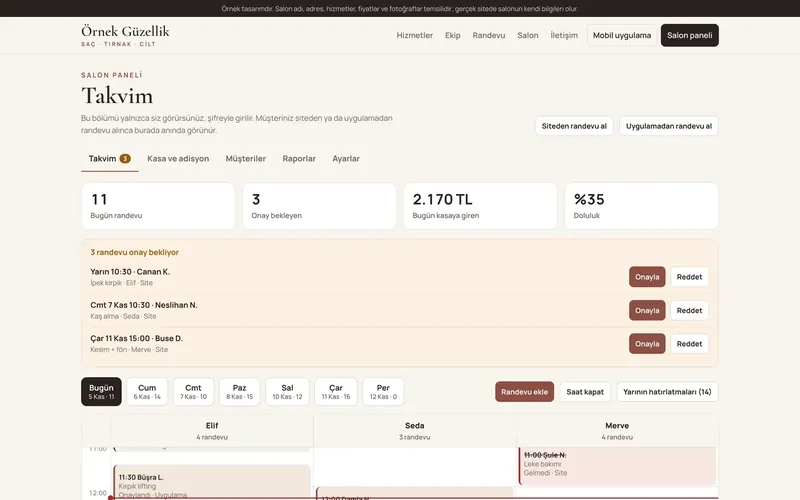 Örnek tasarımdır. Salon adı, adres, hizmetler, fiyatlar ve fotoğraflar temsilidir; gerçek sitede salonun kendi bilgileri olur.
Örnek Güzellik
SAÇ · TIRNAK · CİLT
Hizmetler
Ekip
Randevu
Salon
İletişim
Mobil uygulama
Salon paneli
SALON PANELİ
Takvim
Bu bölümü yalnızca siz görürsünüz, şifreyle girilir. Müşteriniz siteden ya da uygulamadan
randevu alınca burada anında görünür.
Siteden randevu al
Uygulamadan randevu al
Takvim 3
Kasa ve adisyon
Müşteriler
Raporlar
Ayarlar
11
Bugün randevu
3
Onay bekleyen
2.170 TL
Bugün kasaya giren
%35
Doluluk
3 randevu onay bekliyor
Yarın 10:30 · Canan K.
İpek kirpik · Elif · Site
Onayla
Reddet
Cmt 7 Kas 10:30 · Neslihan N.
Kaş alma · Seda · Site
Onayla
Reddet
Çar 11 Kas 15:00 · Buse D.
Kesim + fön · Merve · Site
Onayla
Reddet
Bugün
5 Kas · 11
Cum
6 Kas · 14
Cmt
7 Kas · 10
Paz
8 Kas · 15
Sal
10 Kas · 12
Çar
11 Kas · 16
Per
12 Kas · 0
Randevu ekle
Saat kapat
Yarının hatırlatmaları (14)
Elif
4 randevu
Seda
3 randevu
Merve
4 randevu
11:00
11:00 Şule N.
Leke bakımı
Gelmedi · Site
11:30 Büşra L.
Kirpik lifting
Onaylandı · Uygulama
12:00